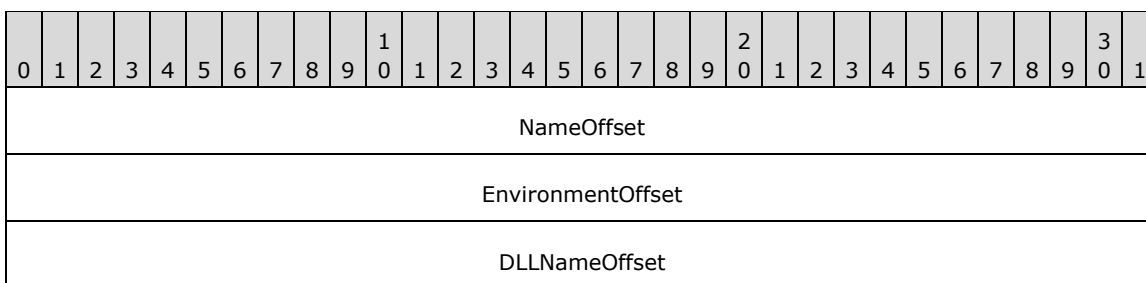 1 2 3
0 1 2 3 4 5 6 7 8 9 0 1 2 3 4 5 6 7 8 9 0 1 2 3 4 5 6 7 8 9 0 1
NameOffset
EnvironmentOffset
DLLNameOffset